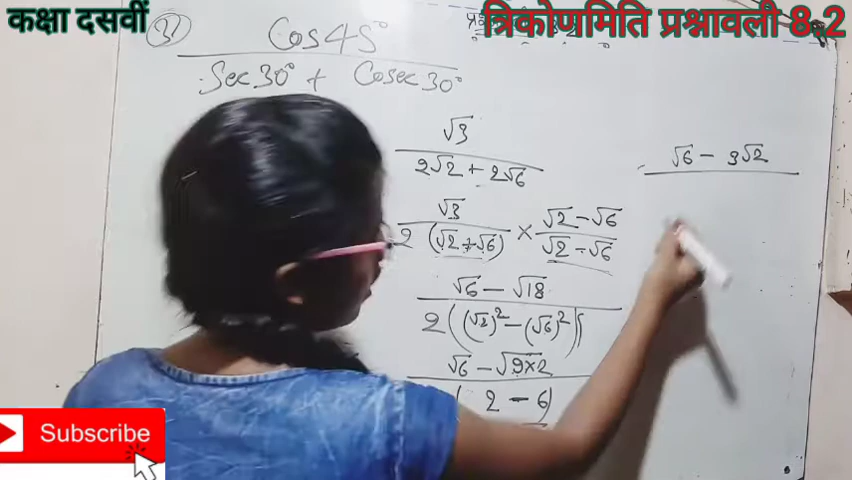 कक्षा दसवीं
त्रिकोणमिति प्रश्नावली 8.2
Cos45°
Sec30° + Cosec30°
√3
2√2 + 2√6
√3
2 (√2 + √6) × √2 - √6
√2 - √6
√6 - √18
2((√2)² - (√6)²)
√6 - √9×2
( 2 - 6)
√6 - 3√2
Subscribe